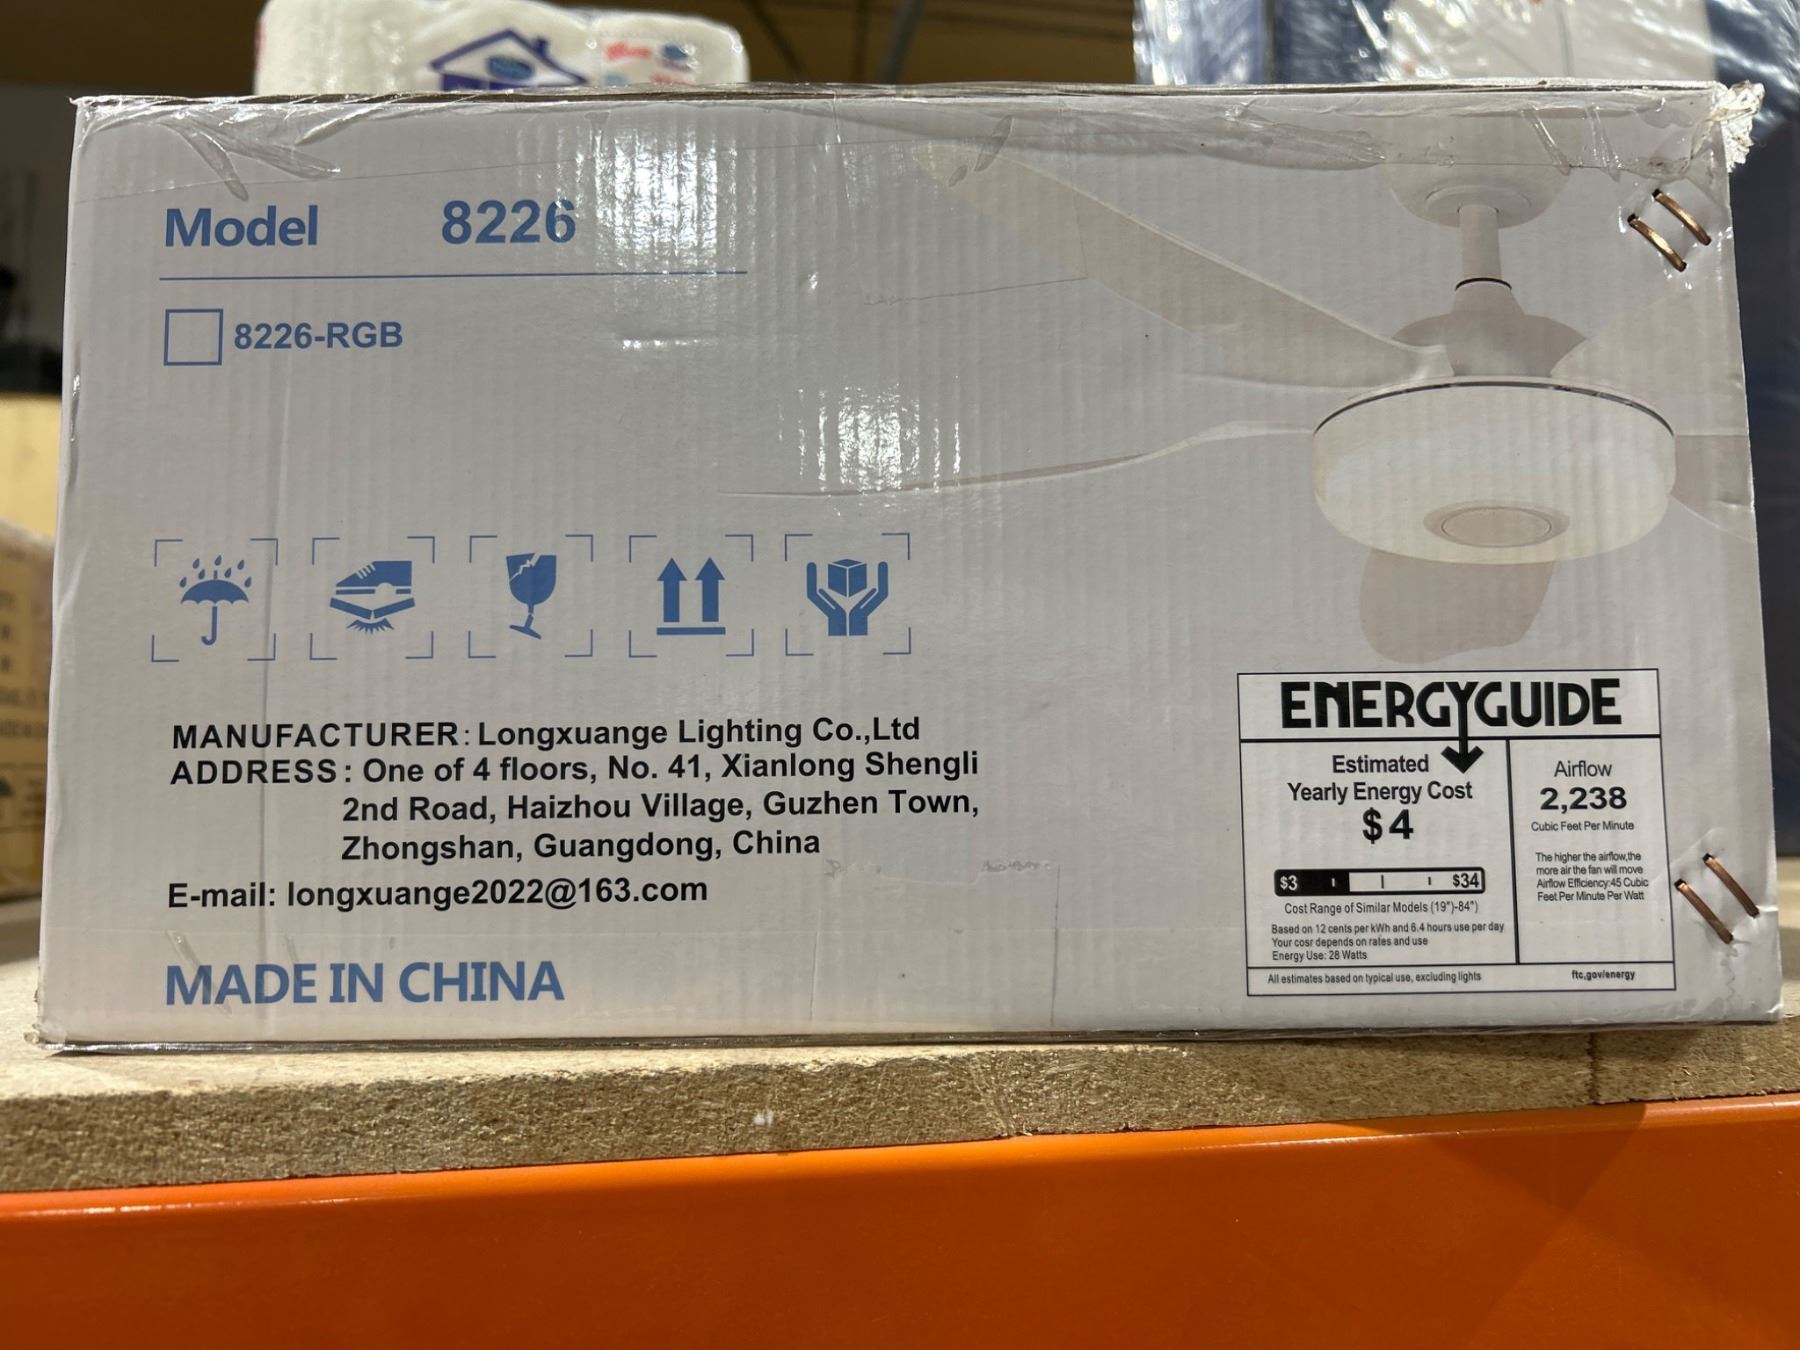 Model 8226
8226-RGB
MANUFACTURER: Longxuange Lighting Co.,Ltd
ADDRESS: One of 4 floors, No. 41, Xianlong Shengli
2nd Road, Haizhou Village, Guzhen Town,
Zhongshan, Guangdong, China
E-mail: longxuange2022@163.com
MADE IN CHINA
ENERGYGUIDE
Estimated
Yearly Energy Cost
$4
$3 $34
Cost Range of Similar Models (19")-84")
Based on 12 cents per kWh and 6.4 hours use per day
Your cosr depends on rates and use
Energy Use: 28 Watts
Airflow
2,238
Cubic Feet Per Minute
The higher the airflow,the
more air the fan will move
Airflow Efficiency:45 Cubic
Feet Per Minute Per Watt
All estimates based on typical use, excluding lights
ftc,gov/energy